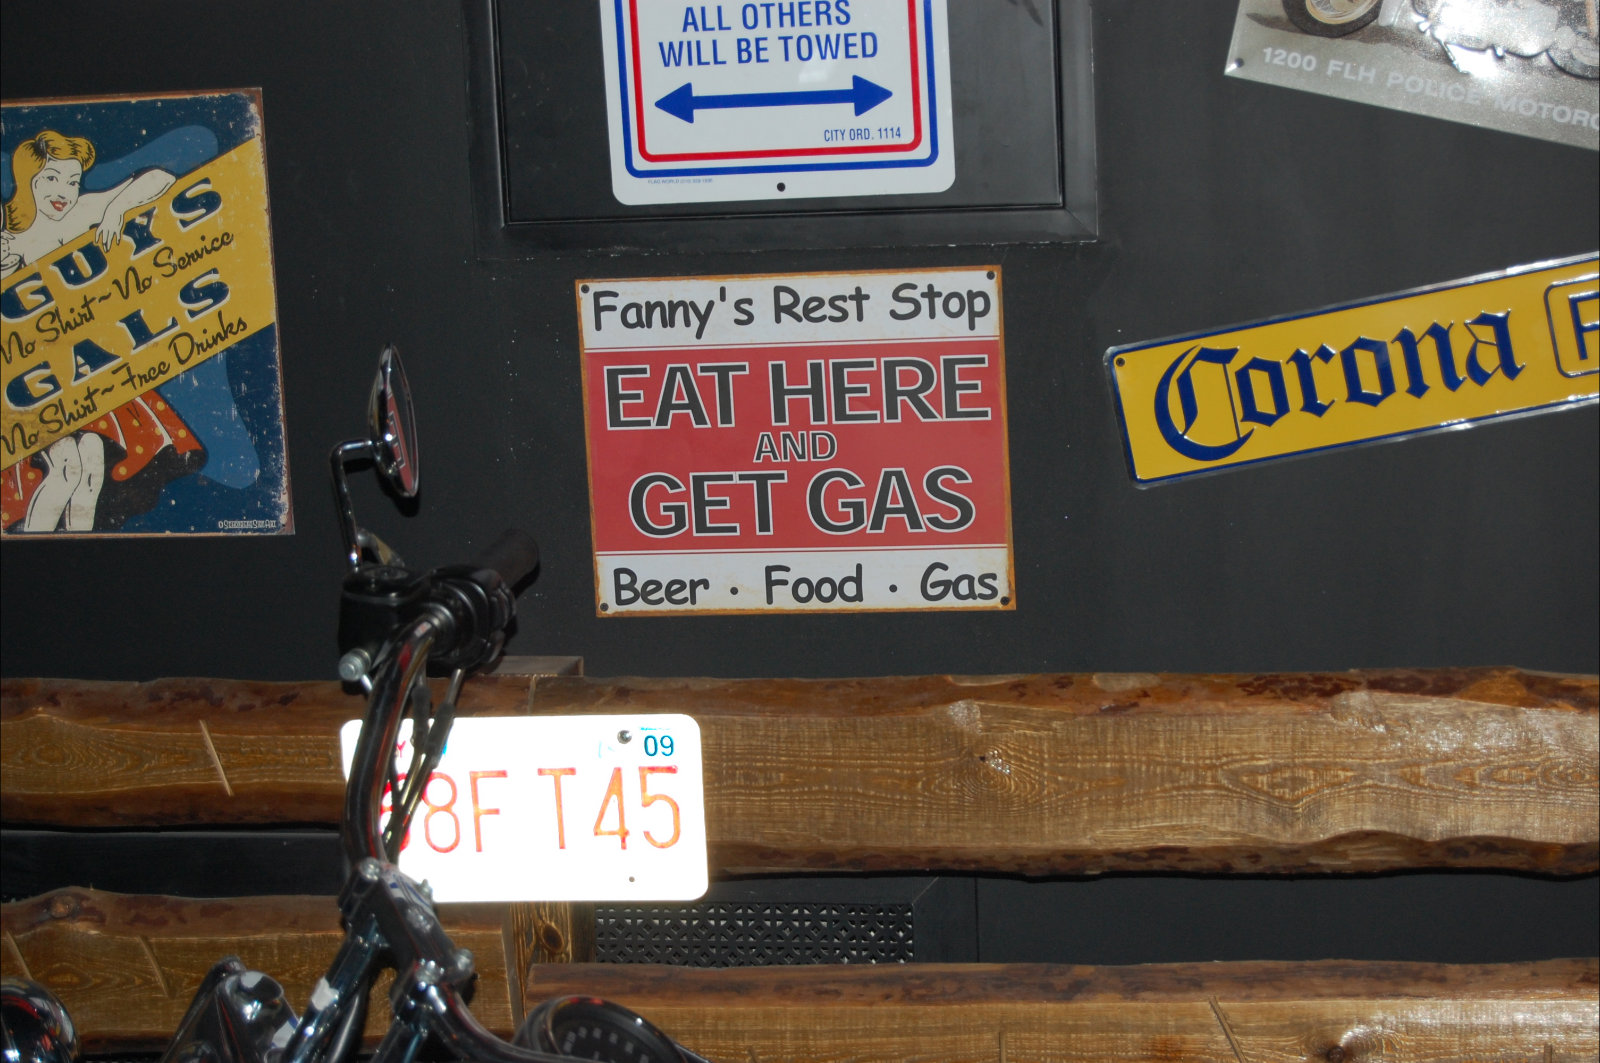 ALL OTHERS
WILL BE TOWED
CITY ORD. 1114
1200 FLH POLICE MOTORC
GUYS
No Shirt~No Service
GALS
No Shirt~Free Drinks
Fanny's Rest Stop
EAT HERE
AND
GET GAS
Beer · Food · Gas
Corona
09
8F T45